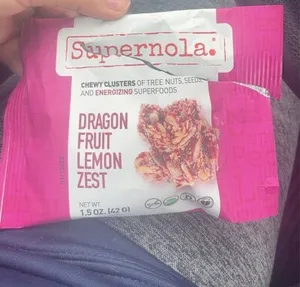 Supernola:
CHEWY CLUSTERS OF TREE NUTS, SEEDS
AND ENERGIZING SUPERFOODS
DRAGON
FRUIT
LEMON
ZEST
NET WT.
1.5 OZ. (42 G)